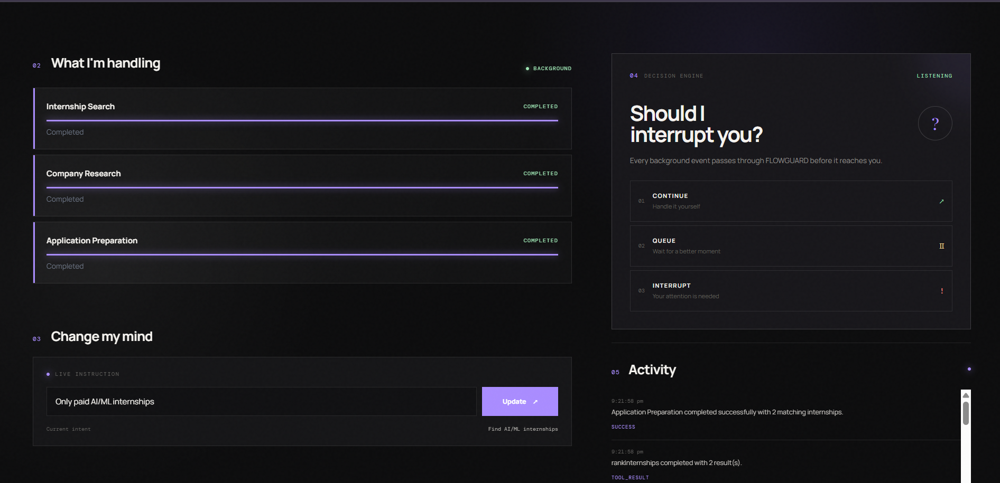 02 What I'm handling
BACKGROUND
Internship Search
COMPLETED
Completed
Company Research
COMPLETED
Completed
Application Preparation
COMPLETED
Completed
03 Change my mind
LIVE INSTRUCTION
Only paid AI/ML internships
Update ↗
Current intent
Find AI/ML internships
04 DECISION ENGINE
LISTENING
Should I
interrupt you?
?
Every background event passes through FLOWGUARD before it reaches you.
01 CONTINUE
Handle it yourself
↗
02 QUEUE
Wait for a better moment
II
03 INTERRUPT
Your attention is needed
!
05 Activity
9:21:58 pm
Application Preparation completed successfully with 2 matching internships.
SUCCESS
9:21:58 pm
rankInternships completed with 2 result(s).
TOOL_RESULT